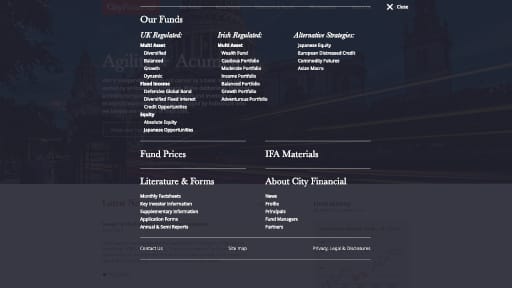 Close
Our Funds
UK Regulated:
Multi Asset
Diversified
Balanced
Growth
Dynamic
Fixed Income
Defensive Global Bond
Diversified Fixed Interest
Credit Opportunities
Equity
Absolute Equity
Japanese Opportunities
Irish Regulated:
Multi Asset
Wealth Fund
Cautious Portfolio
Moderate Portfolio
Income Portfolio
Balanced Portfolio
Growth Portfolio
Adventurous Portfolio
Alternative Strategies:
Japanese Equity
European Distressed Credit
Commodity Futures
Asian Macro
Fund Prices
IFA Materials
Literature & Forms
Monthly Factsheets
Key Investor Information
Supplementary Information
Application Forms
Annual & Semi Reports
About City Financial
News
Profile
Principals
Fund Managers
Partners
Contact Us
Site map
Privacy, Legal & Disclosures